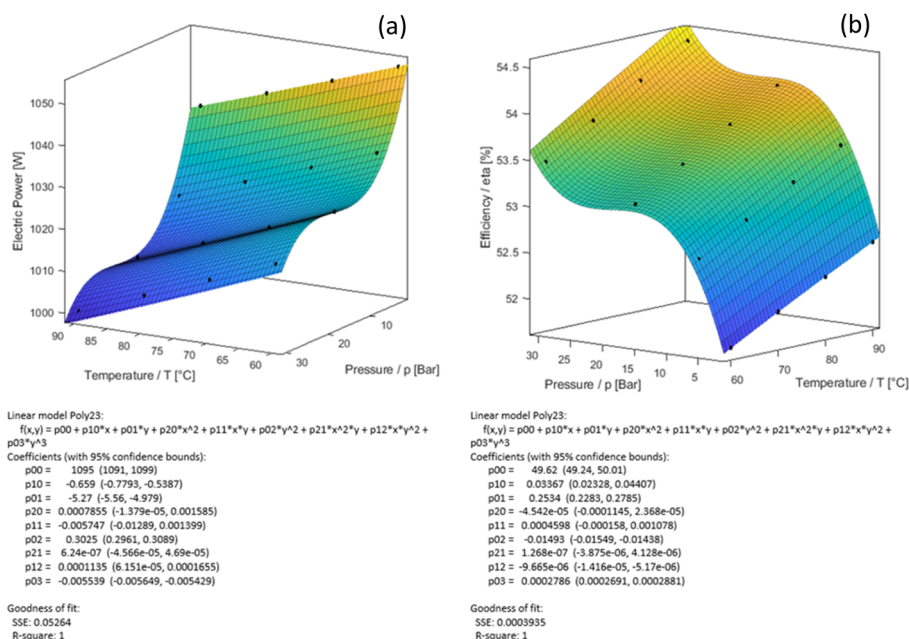 (a)
Electric Power [W]
1050
1040
1030
1020
1010
1000
90
85
80
75
70
65
60
Temperature / T [°C]
30
20
10
Pressure / p [Bar]
Linear model Poly23:
f(x,y) = p00 + p10*x + p01*y + p20*x^2 + p11*x*y + p02*y^2 + p21*x^2*y + p12*x*y^2 +
p03*y^3
Coefficients (with 95% confidence bounds):
p00 = 1095 (1091, 1099)
p10 = -0.659 (-0.7793, -0.5387)
p01 = -5.27 (-5.56, -4.979)
p20 = 0.0007855 (-1.379e-05, 0.001585)
p11 = -0.005747 (-0.01289, 0.001399)
p02 = 0.3025 (0.2961, 0.3089)
p21 = 6.24e-07 (-4.566e-05, 4.69e-05)
p12 = 0.0001135 (6.151e-05, 0.0001655)
p03 = -0.005539 (-0.005649, -0.005429)
Goodness of fit:
SSE: 0.05264
R-square: 1
(b)
Efficiency / eta [%]
54.5
54
53.5
53
52.5
52
30
25
20
15
10
5
Pressure / p [Bar]
60
70
80
90
Temperature / T [°C]
Linear model Poly23:
f(x,y) = p00 + p10*x + p01*y + p20*x^2 + p11*x*y + p02*y^2 + p21*x^2*y + p12*x*y^2 +
p03*y^3
Coefficients (with 95% confidence bounds):
p00 = 49.62 (49.24, 50.01)
p10 = 0.03367 (0.02328, 0.04407)
p01 = 0.2534 (0.2283, 0.2785)
p20 = -4.542e-05 (-0.0001145, 2.368e-05)
p11 = 0.0004598 (-0.000158, 0.001078)
p02 = -0.01493 (-0.01549, -0.01438)
p21 = 1.268e-07 (-3.875e-06, 4.128e-06)
p12 = -9.665e-06 (-1.416e-05, -5.17e-06)
p03 = 0.0002786 (0.0002691, 0.0002881)
Goodness of fit:
SSE: 0.0003935
R-square: 1